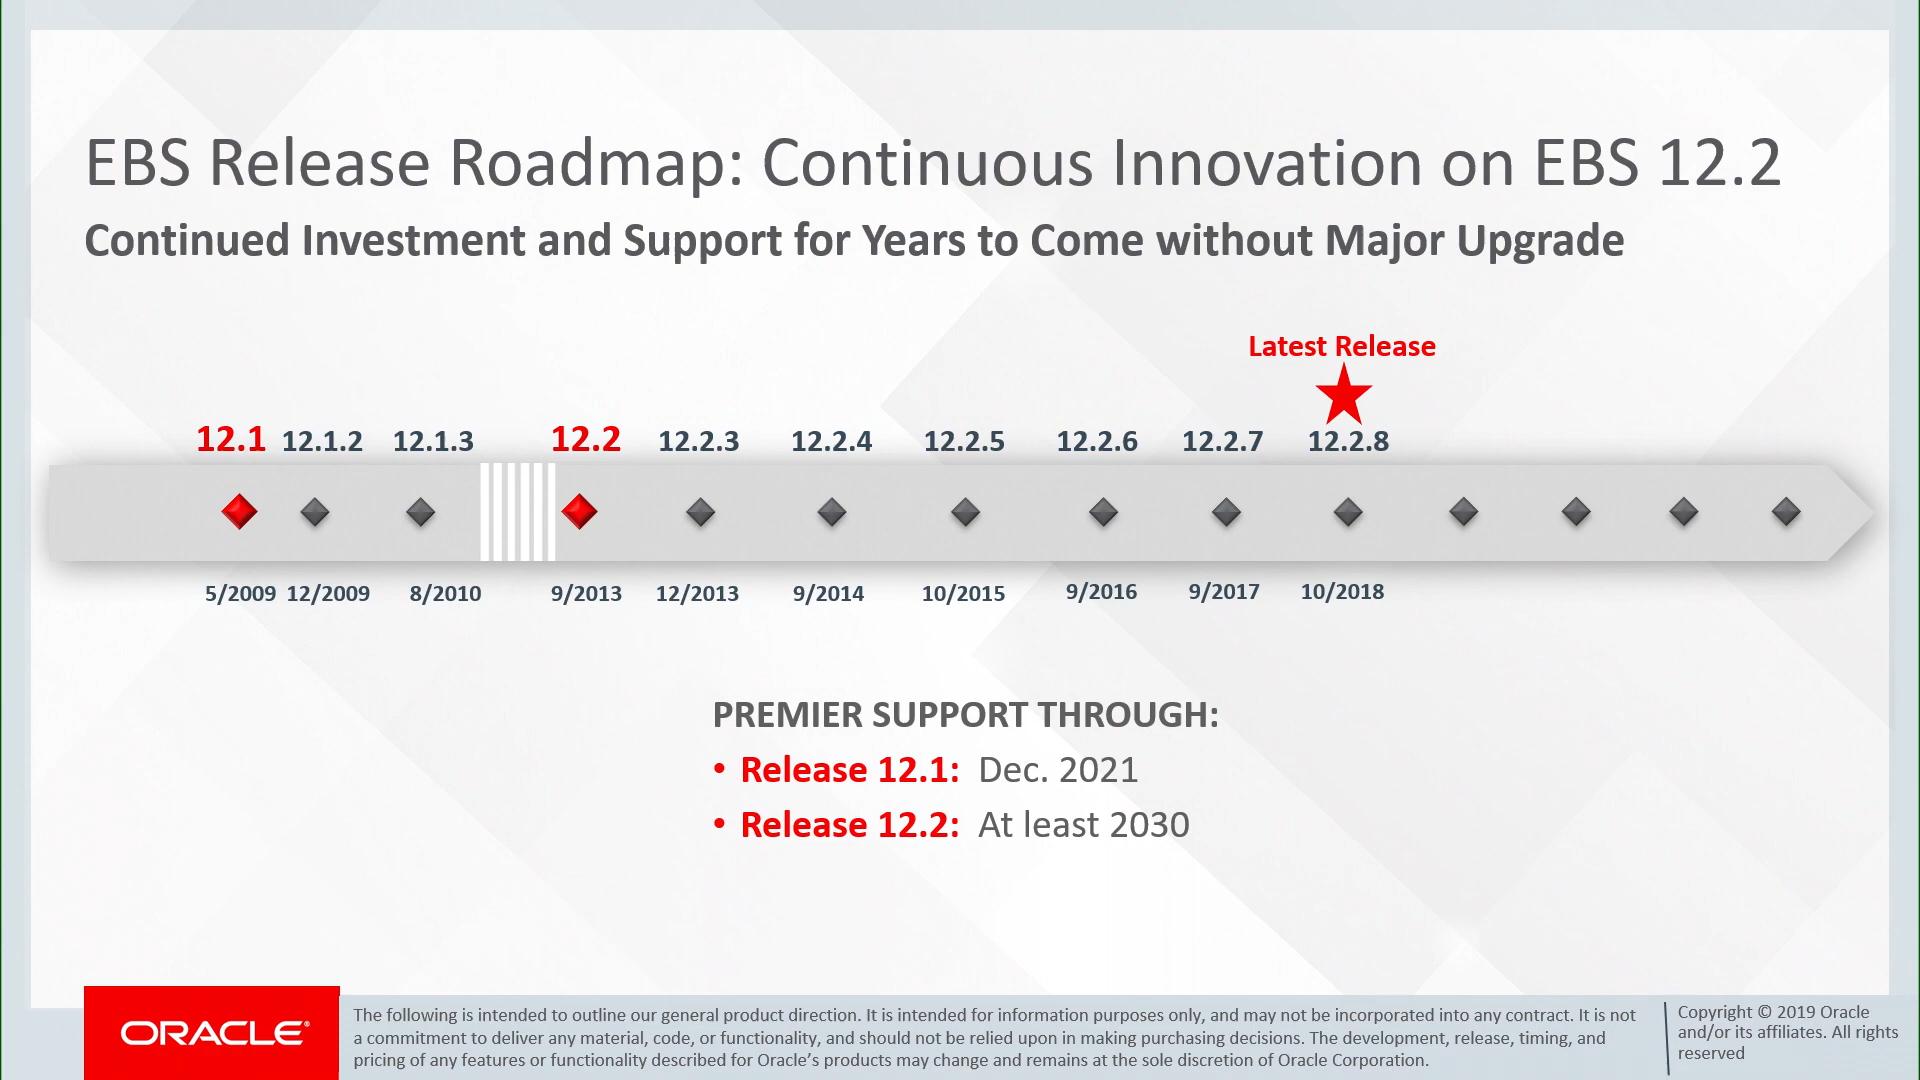 EBS Release Roadmap: Continuous Innovation on EBS 12.2
Continued Investment and Support for Years to Come without Major Upgrade
Latest Release
12.1 12.1.2 12.1.3 12.2 12.2.3 12.2.4 12.2.5 12.2.6 12.2.7 12.2.8
5/2009 12/2009 8/2010 9/2013 12/2013 9/2014 10/2015 9/2016 9/2017 10/2018
PREMIER SUPPORT THROUGH:
• Release 12.1: Dec. 2021
• Release 12.2: At least 2030
ORACLE®
The following is intended to outline our general product direction. It is intended for information purposes only, and may not be incorporated into any contract. It is not
a commitment to deliver any material, code, or functionality, and should not be relied upon in making purchasing decisions. The development, release, timing, and
pricing of any features or functionality described for Oracle’s products may change and remains at the sole discretion of Oracle Corporation.
Copyright © 2019 Oracle
and/or its affiliates. All rights
reserved